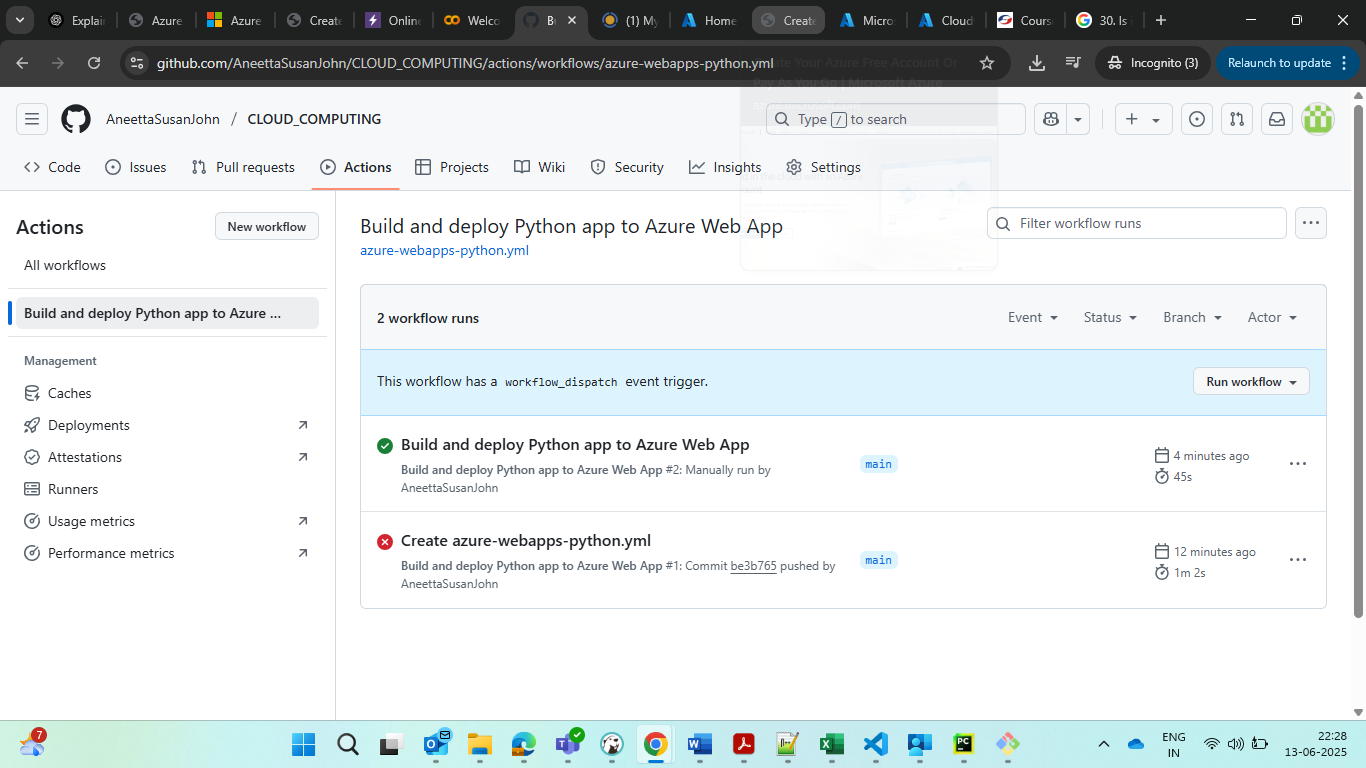 Explai
Azure
Azure
Create
Online
Welco
Bu
(1) My
Home
Create
Micro
Cloud
Cours
30. Is
github.com/AneettaSusanJohn/CLOUD_COMPUTING/actions/workflows/azure-webapps-python.yml
Incognito (3)
Relaunch to update
AneettaSusanJohn / CLOUD_COMPUTING
Type / to search
Code
Issues
Pull requests
Actions
Projects
Wiki
Security
Insights
Settings
Actions
New workflow
All workflows
Build and deploy Python app to Azure ...
Management
Caches
Deployments
Attestations
Runners
Usage metrics
Performance metrics
Build and deploy Python app to Azure Web App
azure-webapps-python.yml
Filter workflow runs
2 workflow runs
Event
Status
Branch
Actor
This workflow has a workflow_dispatch event trigger.
Run workflow
Build and deploy Python app to Azure Web App
Build and deploy Python app to Azure Web App #2: Manually run by
AneettaSusanJohn
main
4 minutes ago
45s
Create azure-webapps-python.yml
Build and deploy Python app to Azure Web App #1: Commit be3b765 pushed by
AneettaSusanJohn
main
12 minutes ago
1m 2s
7
ENG
IN
22:28
13-06-2025